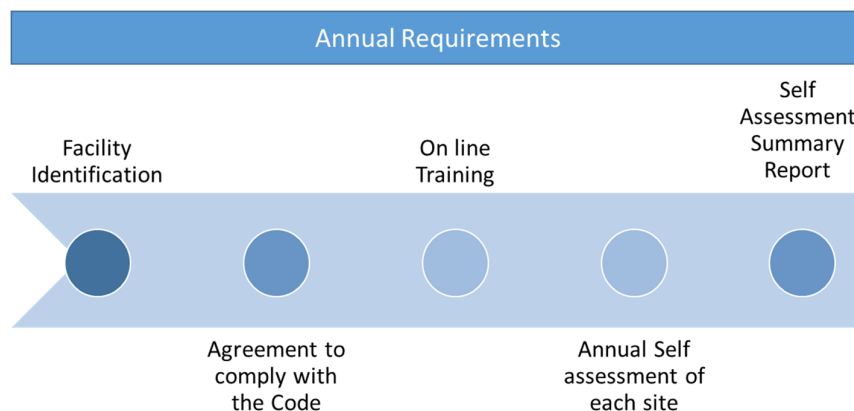 Annual Requirements
Facility
Identification
Agreement to
comply with
the Code
On line
Training
Annual Self
assessment of
each site
Self
Assessment
Summary
Report